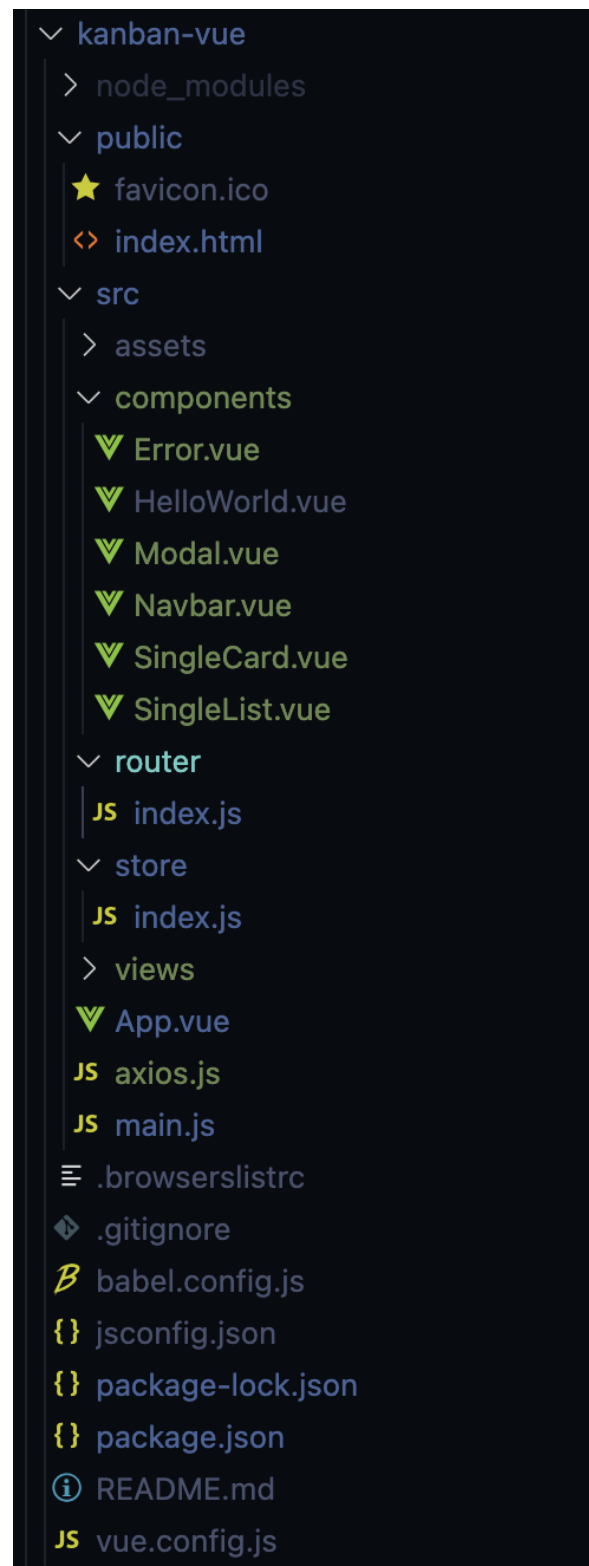 kanban-vue
node_modules
public
favicon.ico
index.html
src
assets
components
Error.vue
HelloWorld.vue
Modal.vue
Navbar.vue
SingleCard.vue
SingleList.vue
router
JS index.js
store
JS index.js
views
App.vue
JS axios.js
JS main.js
.browserslistrc
.gitignore
babel.config.js
{} jsconfig.json
{} package-lock.json
{} package.json
README.md
JS vue.config.js